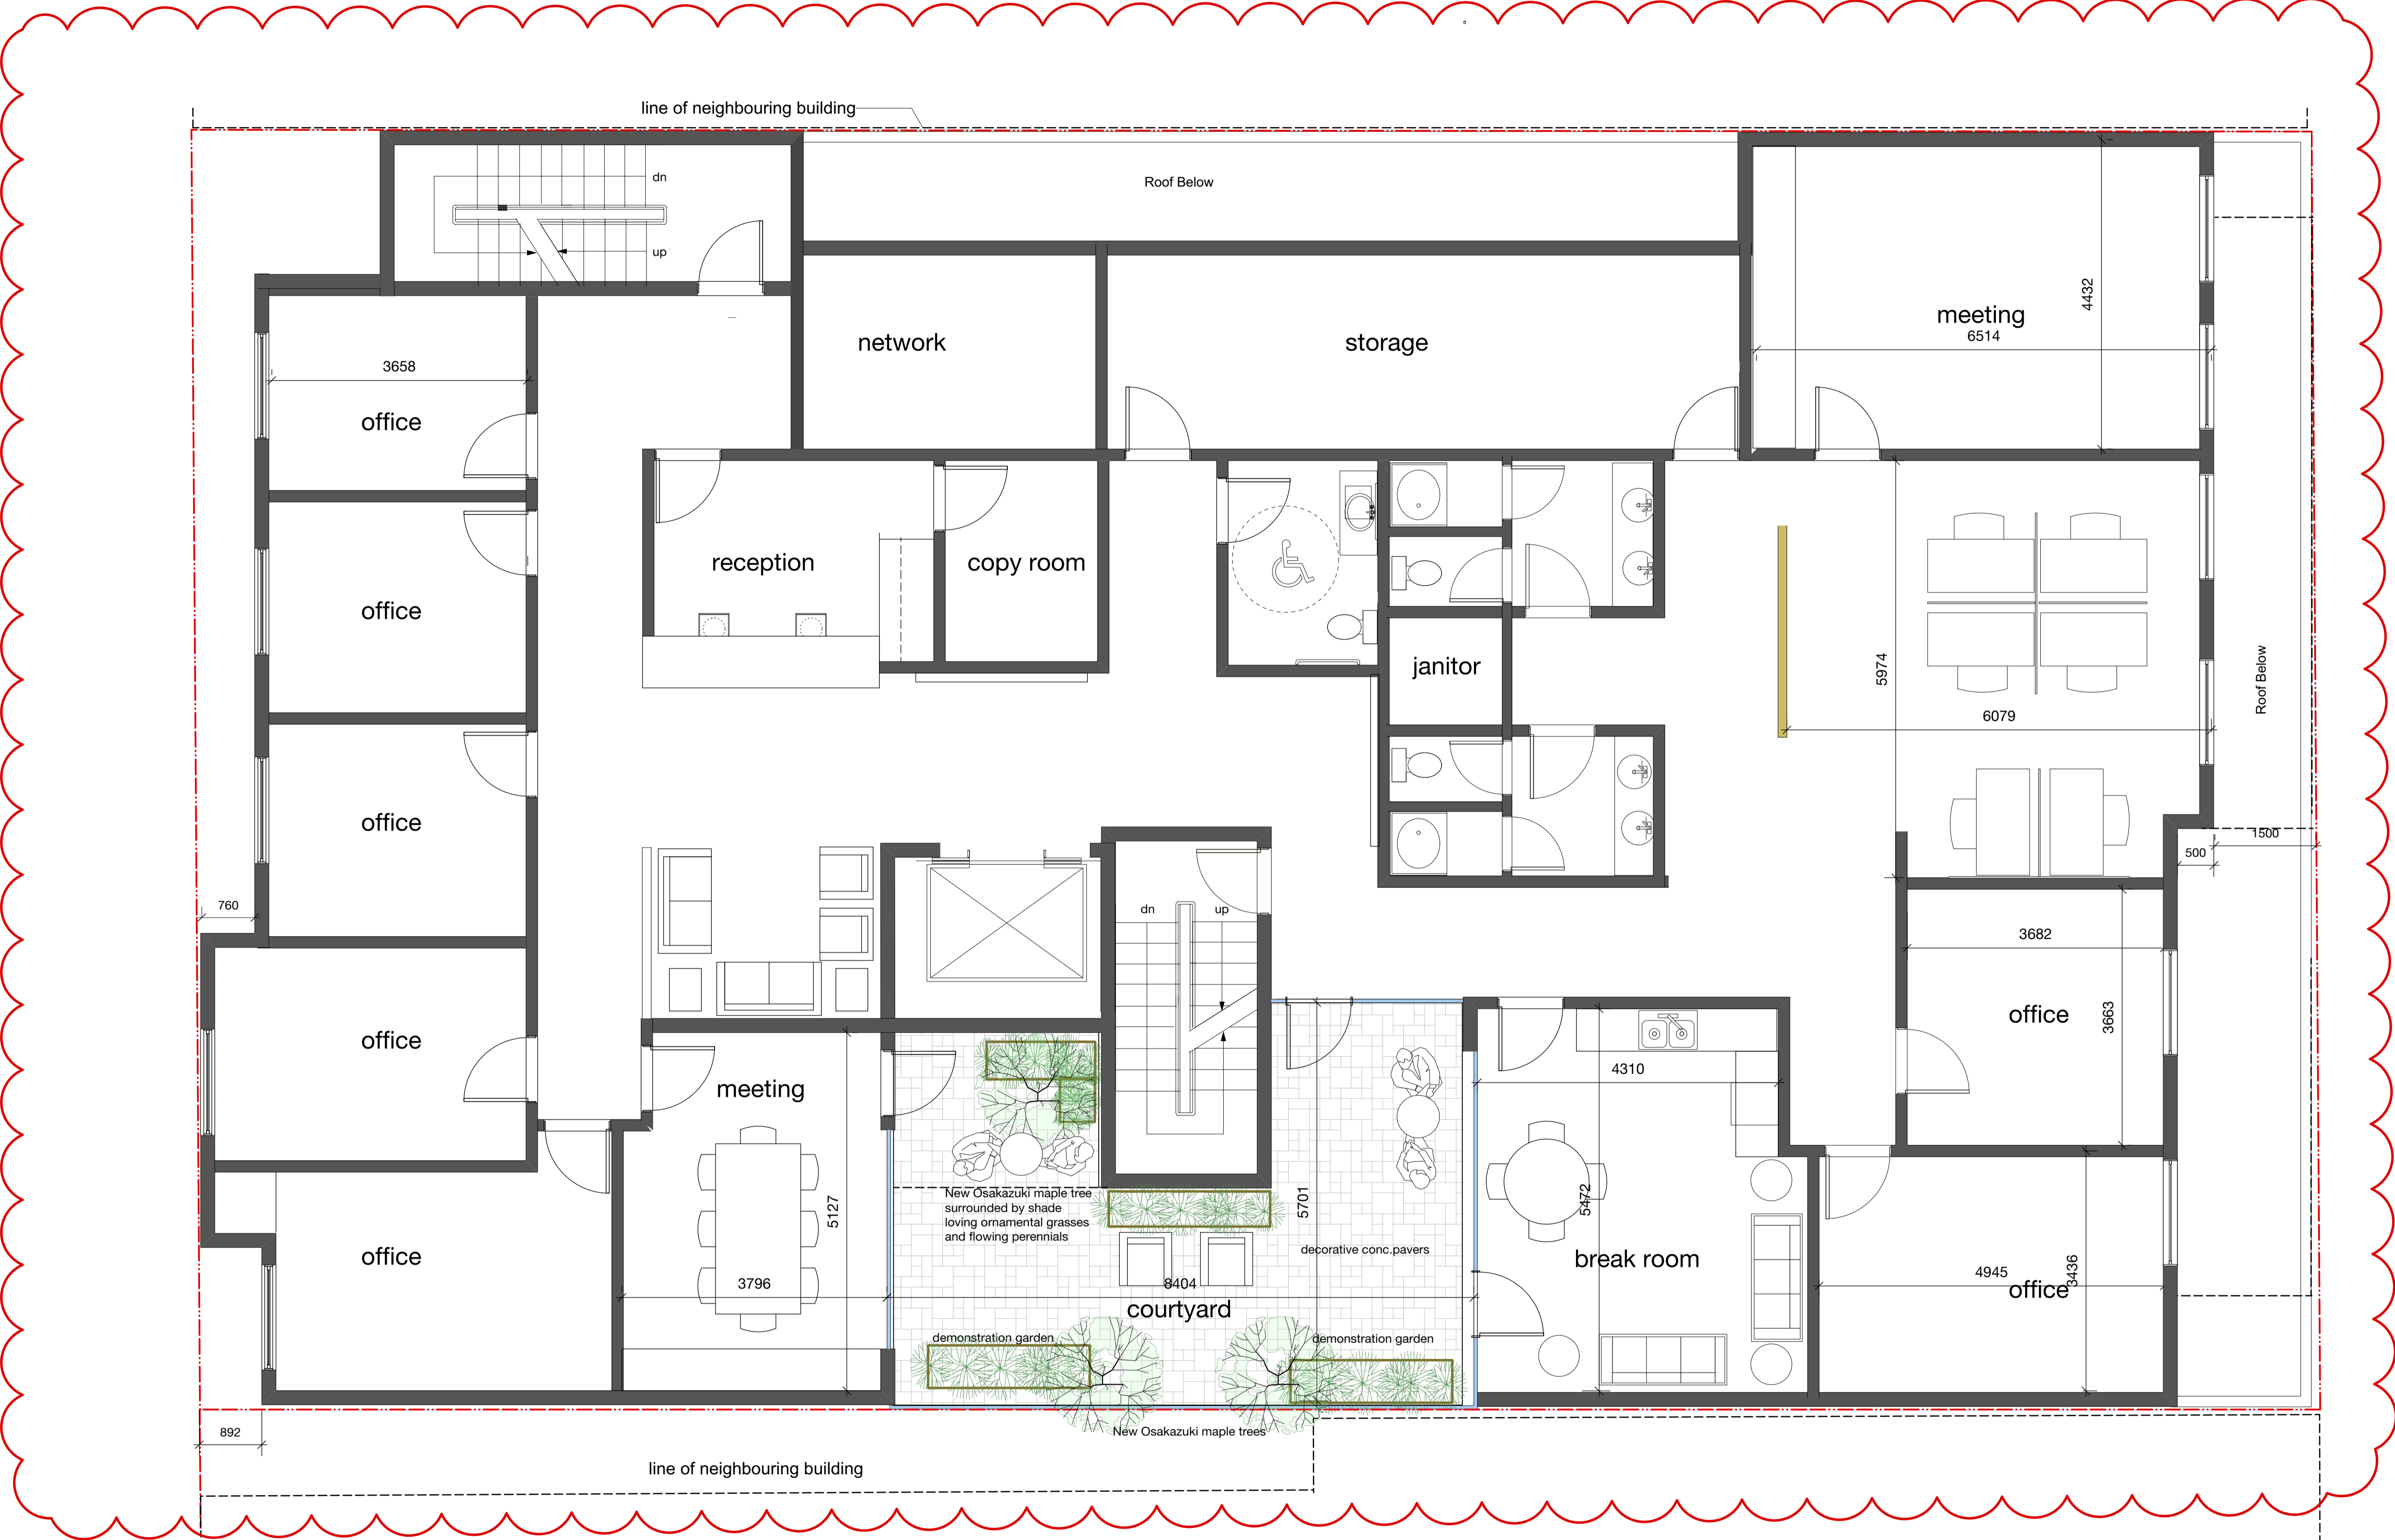 line of neighbouring building
dn
Roof Below
up
4432
meeting
6514
network
storage
3658
office
reception
copy room
office
janitor
5974
Roof Below
6079
office
1500
500
760
dn
up
3682
office
office
3663
4310
meeting
New Osakazuki maple tree
surrounded by shade
loving ornamental grasses
and flowing perennials
5127
5701
5472
decorative conc.pavers
office
break room
3796
8404
4945
3436
office
courtyard
demonstration garden
demonstration garden
892
New Osakazuki maple trees
line of neighbouring building